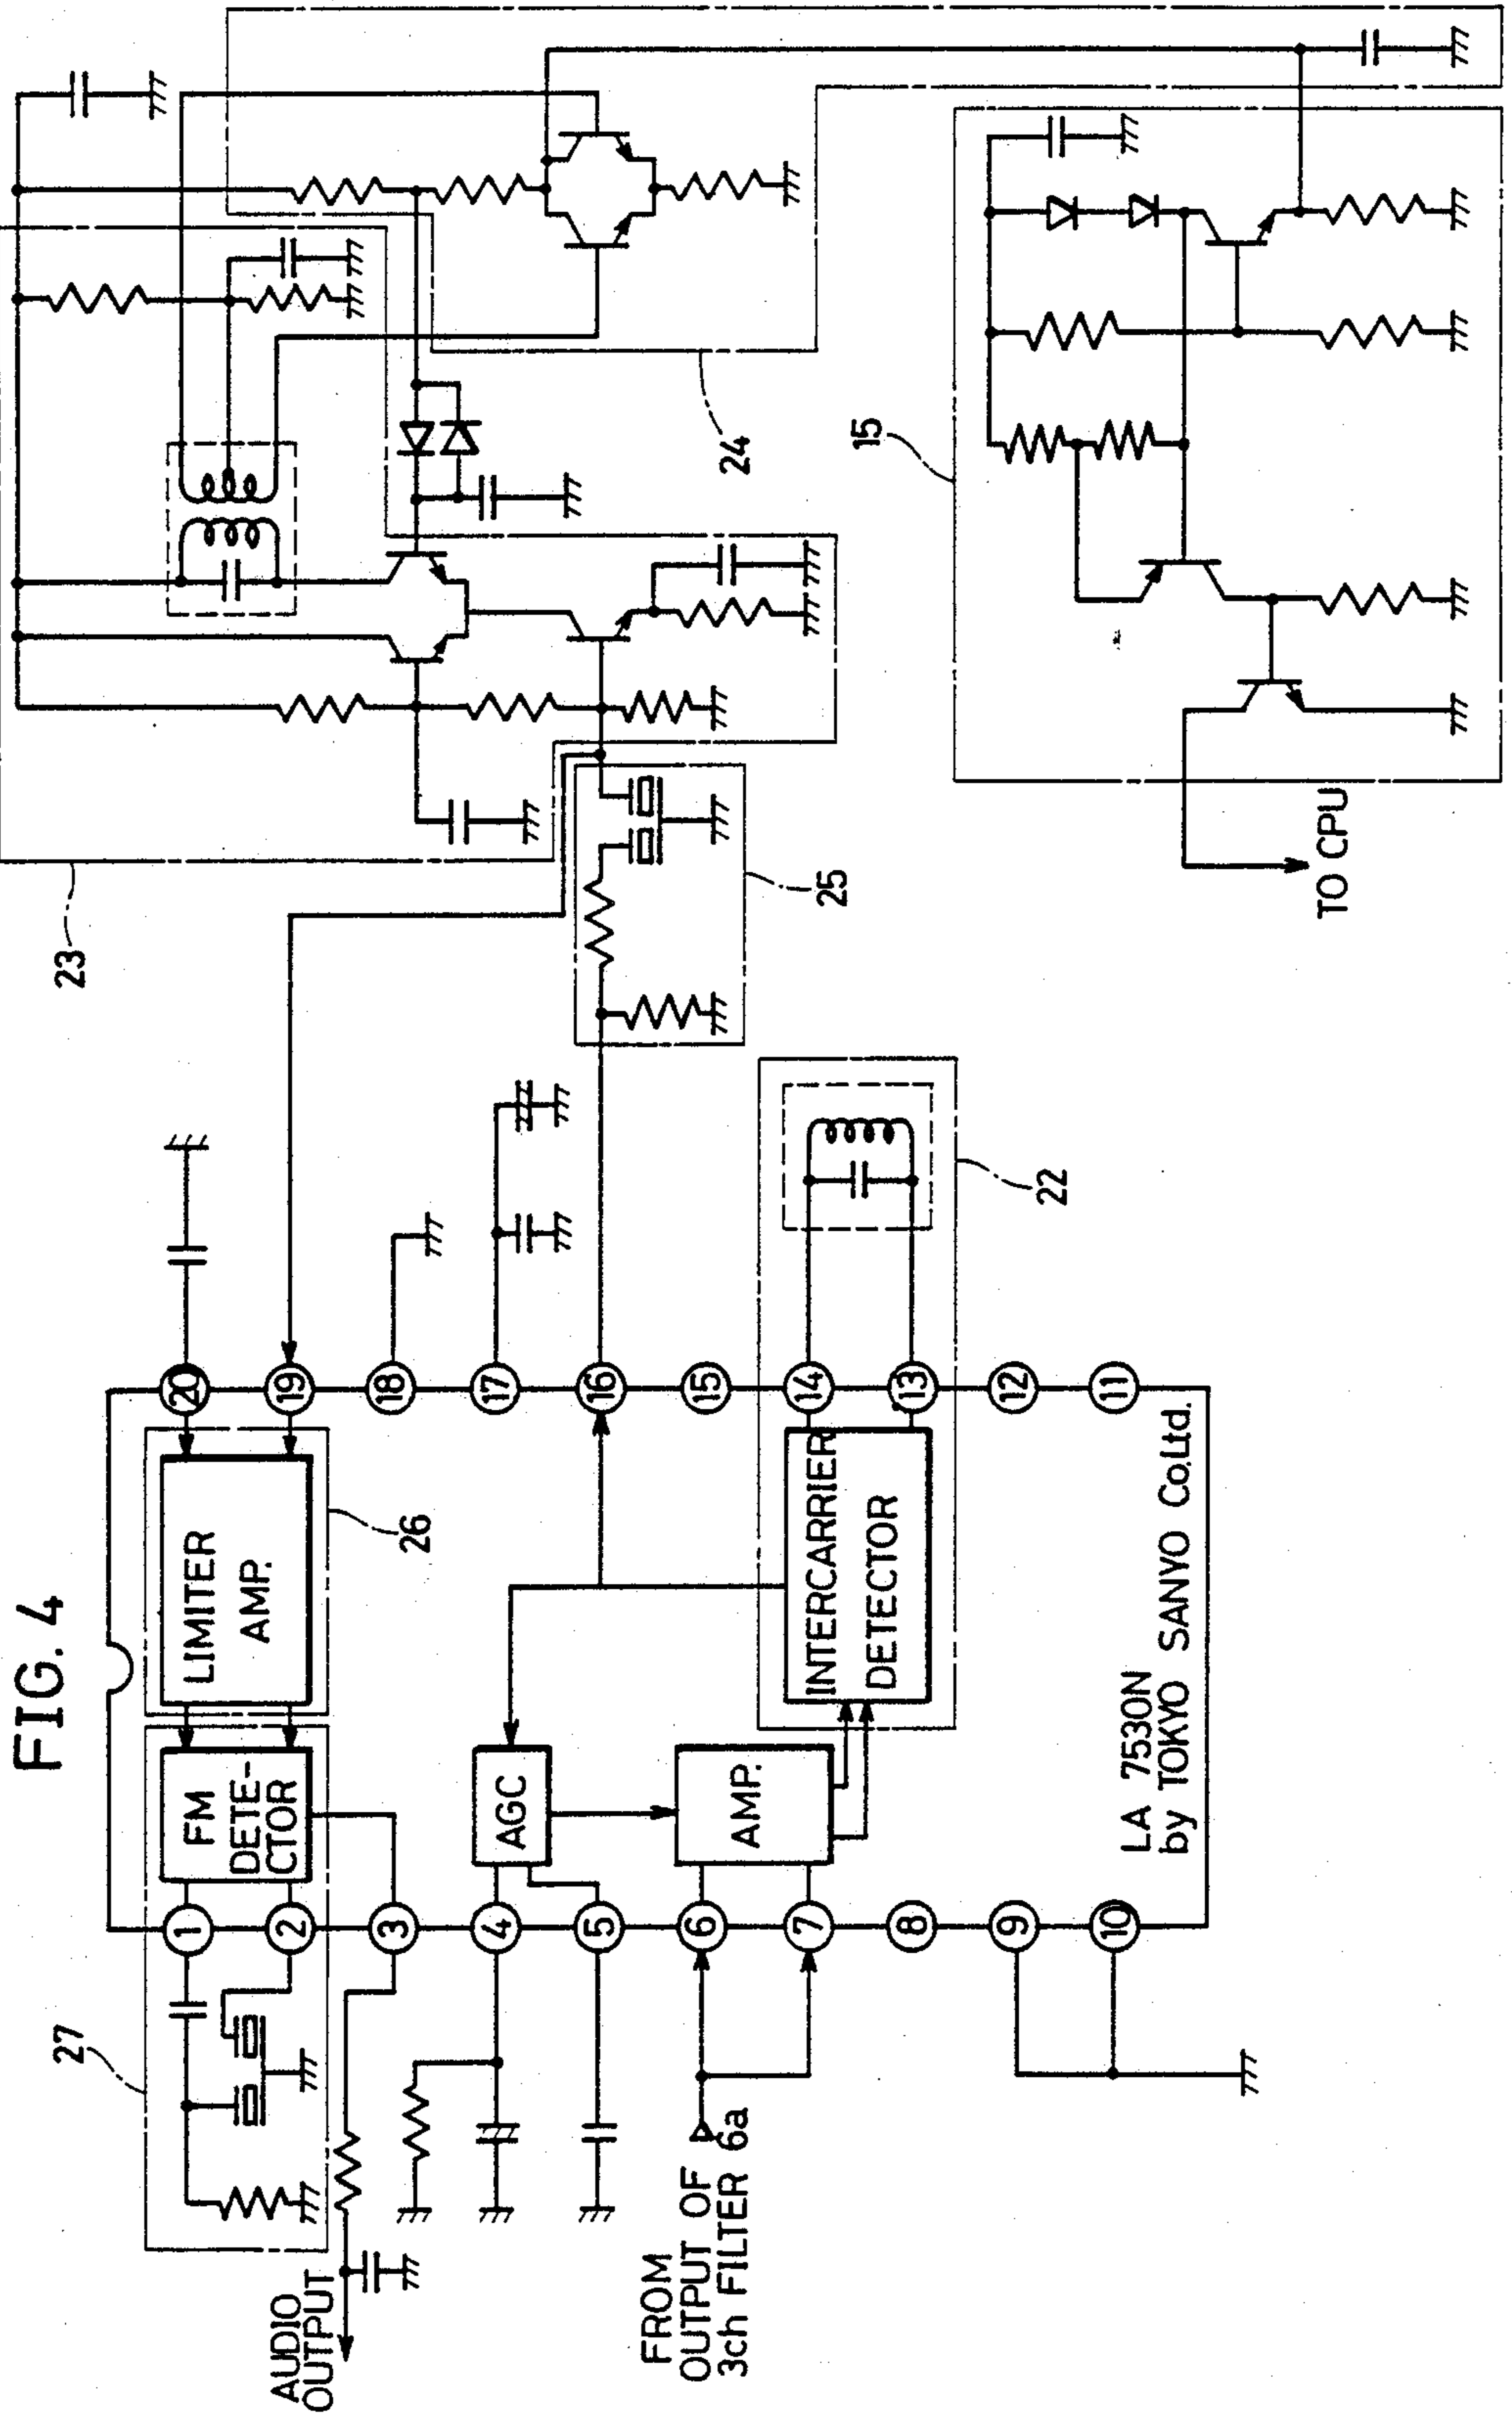 FIG. 4
27
1
2
3
4
5
6
7
8
9
10
FM
DETE-
CTOR
LIMITER
AMP.
26
20
19
18
17
16
15
14
13
12
11
AGC
AMP.
INTERCARRIER
DETECTOR
22
LA 7530N
by TOKYO SANYO Co.Ltd.
AUDIO
OUTPUT
FROM
OUTPUT OF
3ch FILTER 6a
23
25
24
15
TO CPU